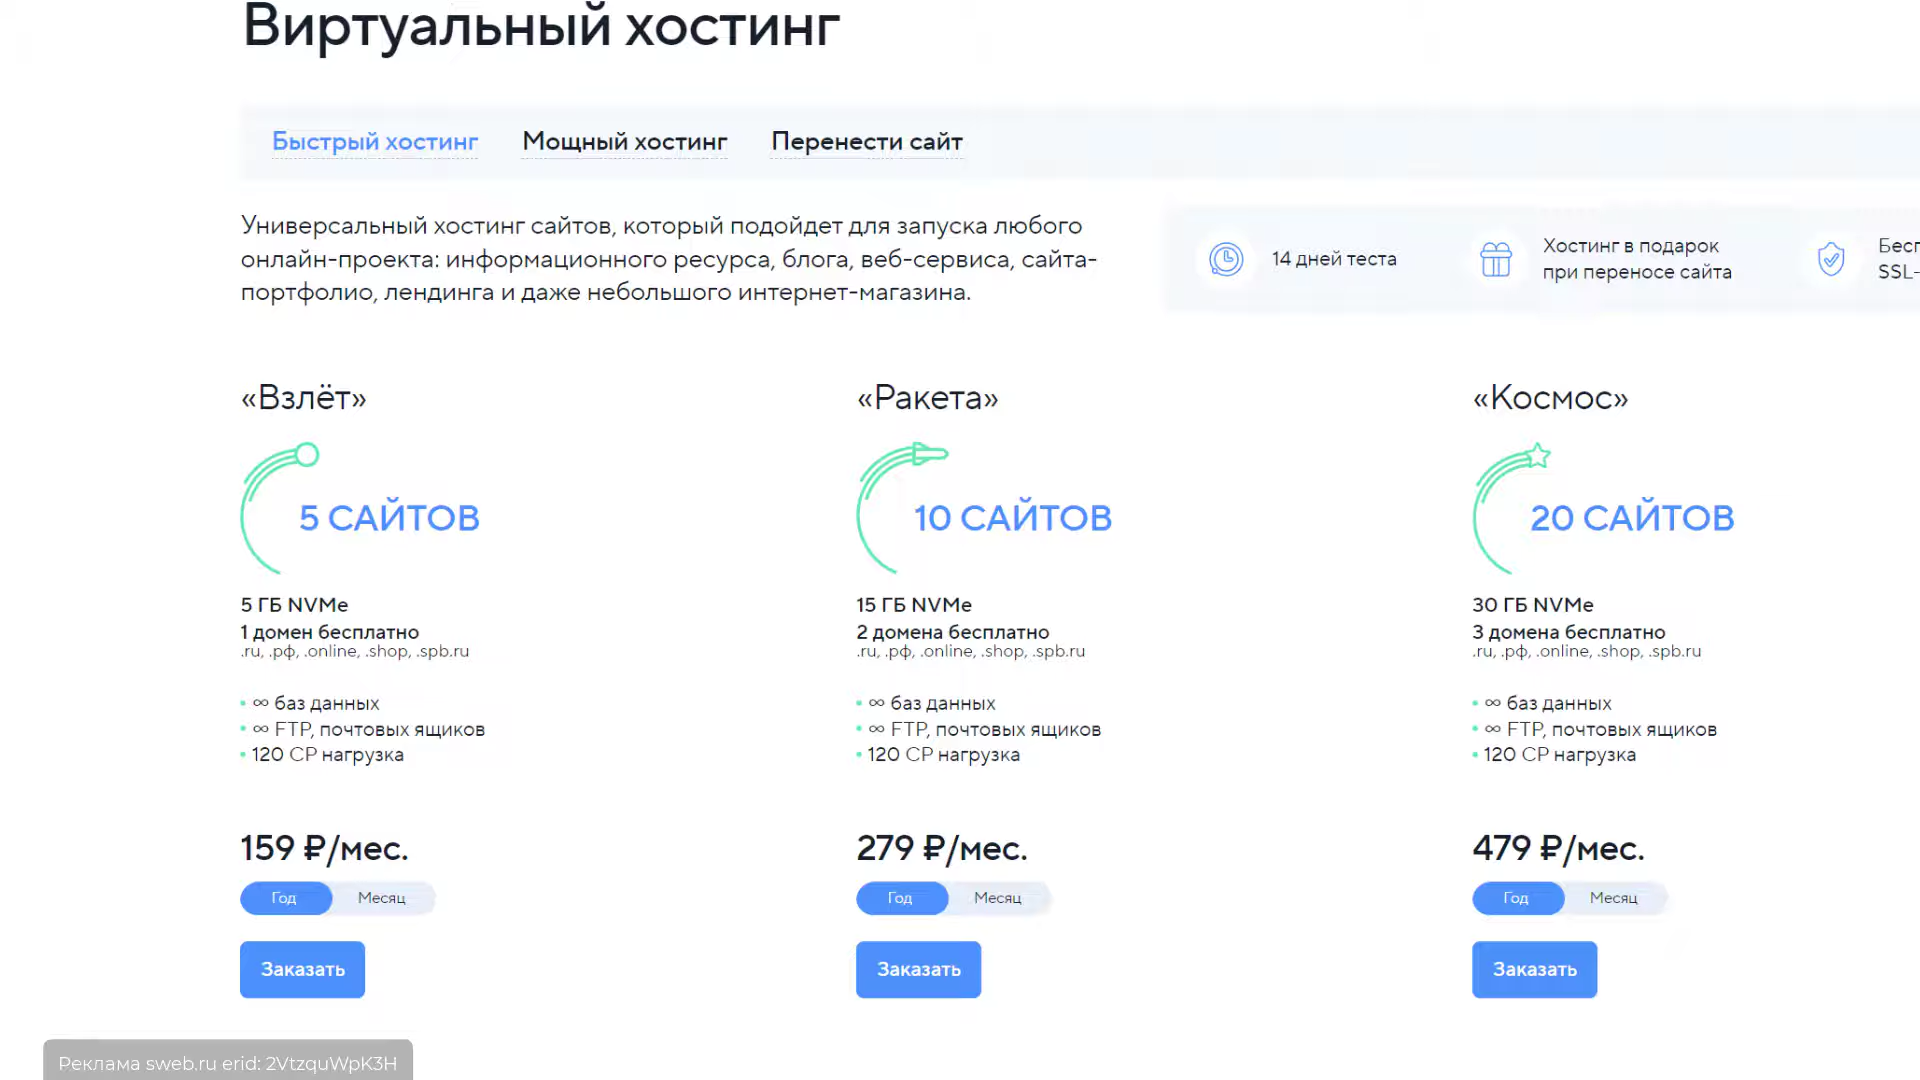 Виртуальный хостинг
Быстрый хостинг
Мощный хостинг
Перенести сайт
Универсальный хостинг сайтов, который подойдет для запуска любого
онлайн-проекта: информационного ресурса, блога, веб-сервиса, сайта-
портфолио, лендинга и даже небольшого интернет-магазина.
14 дней теста
Хостинг в подарок
при переносе сайта
SSL-
«Взлёт»
5 САЙТОВ
5 ГБ NVMe
1 домен бесплатно
.ru, .рф, .online, .shop, .spb.ru
• ∞ баз данных
• ∞ FTP, почтовых ящиков
• 120 CP нагрузка
159 ₽/мес.
Год
Месяц
Заказать
«Ракета»
10 САЙТОВ
15 ГБ NVMe
2 домена бесплатно
.ru, .рф, .online, .shop, .spb.ru
• ∞ баз данных
• ∞ FTP, почтовых ящиков
• 120 CP нагрузка
279 ₽/мес.
Год
Месяц
Заказать
«Космос»
20 САЙТОВ
30 ГБ NVMe
3 домена бесплатно
.ru, .рф, .online, .shop, .spb.ru
• ∞ баз данных
• ∞ FTP, почтовых ящиков
• 120 CP нагрузка
479 ₽/мес.
Год
Месяц
Заказать
Реклама sweb.ru erid: 2VtzquWpK3H